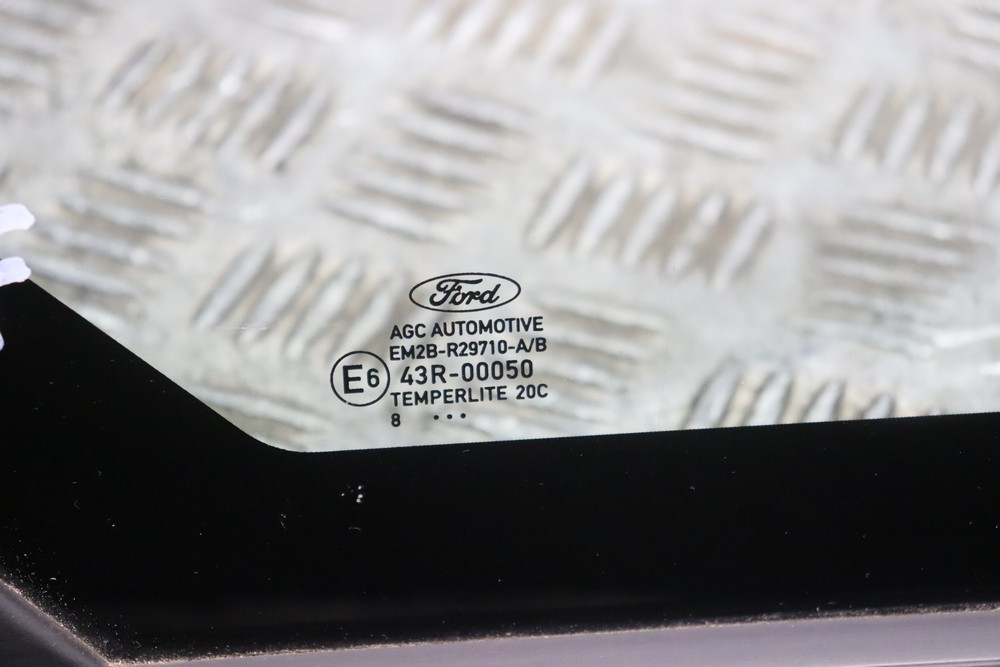 Ford
AGC AUTOMOTIVE
EM2B-R29710-A/B
E6 43R-00050
TEMPERLITE 20C
8 ...